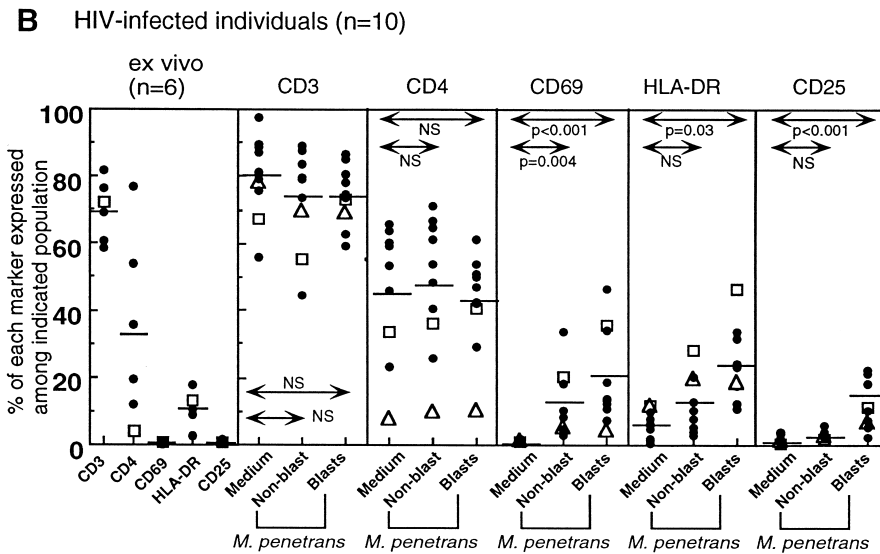 B HIV-infected individuals (n=10)
ex vivo
(n=6)
CD3
CD4
CD69
HLA-DR
CD25
% of each marker expressed
among indicated population
100
80
60
40
20
0
NS
NS
NS
NS
p<0.001
p=0.004
p=0.03
NS
p<0.001
NS
CD3
CD4
CD69
HLA-DR
CD25
Medium
Non-blast
Blasts
Medium
Non-blast
Blasts
Medium
Non-blast
Blasts
Medium
Non-blast
Blasts
Medium
Non-blast
Blasts
M. penetrans
M. penetrans
M. penetrans
M. penetrans
M. penetrans